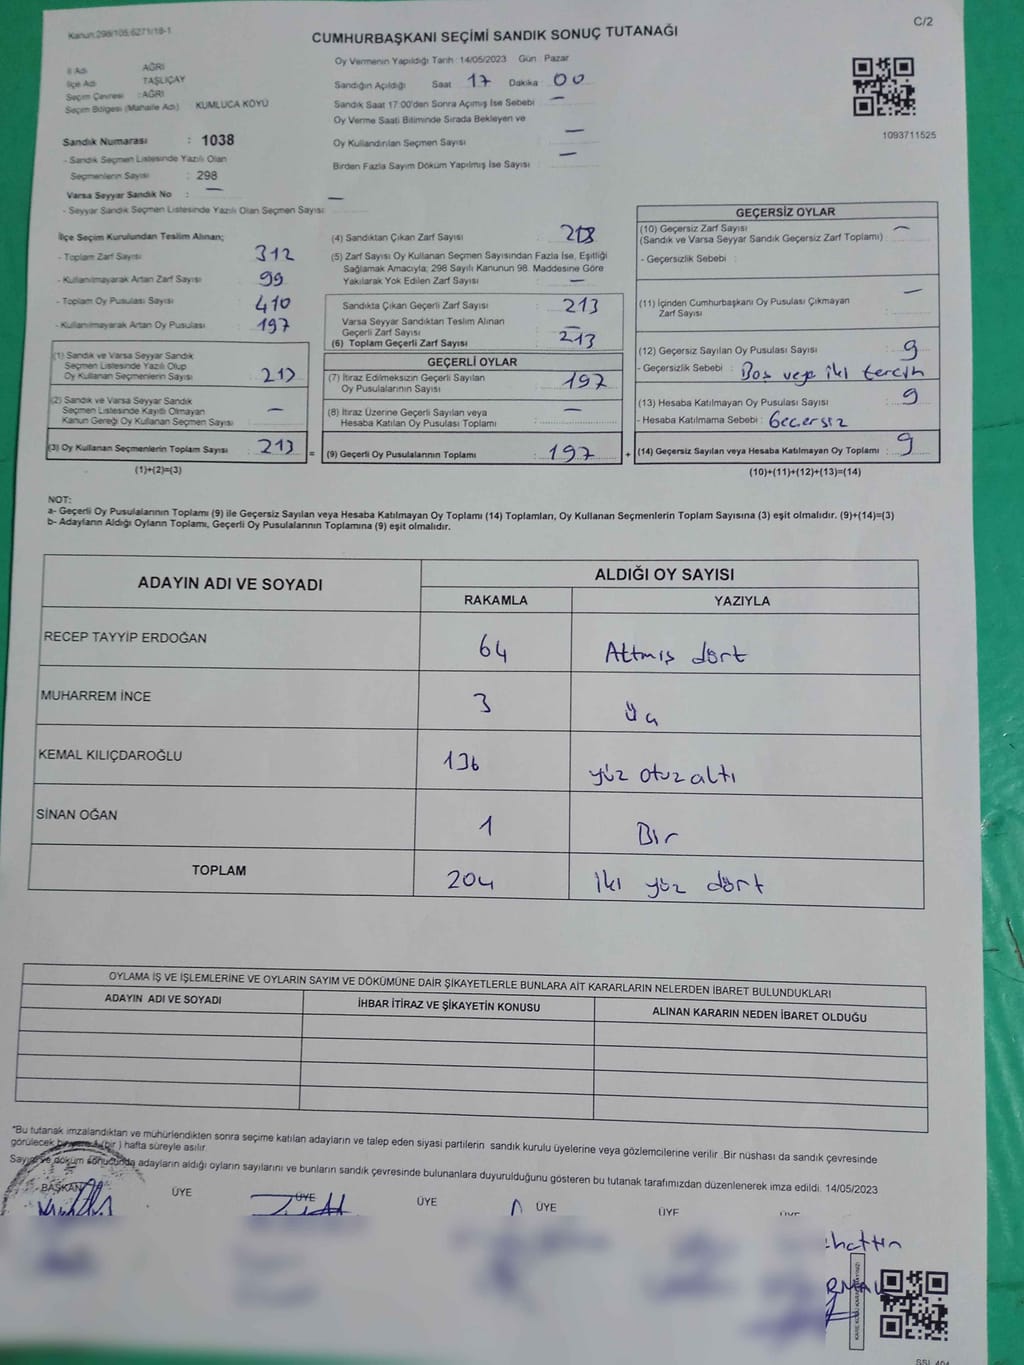 Kanun:298/105,6271/18-1
C/2
CUMHURBAŞKANI SEÇİMİ SANDIK SONUÇ TUTANAĞI
İl Adı AĞRI
İlçe Adı TAŞLIÇAY
Seçim Çevresi : AĞRI
Seçim Bölgesi (Mahalle Adı) KUMLUCA KÖYÜ
Sandık Numarası : 1038
- Sandık Seçmen Listesinde Yazılı Olan
Seçmenlerin Sayısı : 298
Varsa Seyyar Sandık No : —
- Seyyar Sandık Seçmen Listesinde Yazılı Olan Seçmen Sayısı : —
Oy Vermenin Yapıldığı Tarih : 14/05/2023 Gün : Pazar
Sandığın Açıldığı Saat 17 Dakika 00
Sandık Saat 17:00'den Sonra Açımış İse Sebebi —
Oy Verme Saati Bitiminde Sırada Bekleyen ve
Oy Kullandırılan Seçmen Sayısı —
Birden Fazla Sayım Döküm Yapılmış İse Sayısı —
1093711525
İlçe Seçim Kurulundan Teslim Alınan;
- Toplam Zarf Sayısı : 312
- Kullanılmayarak Artan Zarf Sayısı : 99
- Toplam Oy Pusulası Sayısı : 410
- Kullanılmayarak Artan Oy Pusulası : 197
(1) Sandık ve Varsa Seyyar Sandık
Seçmen Listesinde Yazılı Olup
Oy Kullanan Seçmenlerin Sayısı : 213
(2) Sandık ve Varsa Seyyar Sandık
Seçmen Listesinde Kayıtlı Olmayan
Kanun Gereği Oy Kullanan Seçmen Sayısı : —
(3) Oy Kullanan Seçmenlerin Toplam Sayısı : 213 =
(1)+(2)=(3)
(4) Sandıktan Çıkan Zarf Sayısı : 213
(5) Zarf Sayısı Oy Kullanan Seçmen Sayısından Fazla İse, Eşitliği
Sağlamak Amacıyla; 298 Sayılı Kanunun 98. Maddesine Göre
Yakılarak Yok Edilen Zarf Sayısı : —
Sandıkta Çıkan Geçerli Zarf Sayısı : 213
Varsa Seyyar Sandıktan Teslim Alınan
Geçerli Zarf Sayısı : —
(6) Toplam Geçerli Zarf Sayısı : 213
GEÇERLİ OYLAR
(7) İtiraz Edilmeksizin Geçerli Sayılan
Oy Pusulalarının Sayısı : 197
(8) İtiraz Üzerine Geçerli Sayılan veya
Hesaba Katılan Oy Pusulası Toplamı : —
(9) Geçerli Oy Pusulalarının Toplamı : 197 +
GEÇERSİZ OYLAR
(10) Geçersiz Zarf Sayısı
(Sandık ve Varsa Seyyar Sandık Geçersiz Zarf Toplamı) : —
- Geçersizlik Sebebi :
(11) İçinden Cumhurbaşkanı Oy Pusulası Çıkmayan
Zarf Sayısı : —
(12) Geçersiz Sayılan Oy Pusulası Sayısı : 9
- Geçersizlik Sebebi : Boş veya iki tercih
(13) Hesaba Katılmayan Oy Pusulası Sayısı : 9
- Hesaba Katılmama Sebebi : Geçersiz
(14) Geçersiz Sayılan veya Hesaba Katılmayan Oy Toplamı : 9
(10)+(11)+(12)+(13)=(14)
NOT:
a- Geçerli Oy Pusulalarının Toplamı (9) ile Geçersiz Sayılan veya Hesaba Katılmayan Oy Toplamı (14) Toplamları, Oy Kullanan Seçmenlerin Toplam Sayısına (3) eşit olmalıdır. (9)+(14)=(3)
b- Adayların Aldığı Oyların Toplamı, Geçerli Oy Pusulalarının Toplamına (9) eşit olmalıdır.
ADAYIN ADI VE SOYADI ALDIĞI OY SAYISI
RAKAMLA YAZIYLA
RECEP TAYYİP ERDOĞAN 64 Altmış dört
MUHARREM İNCE 3 Üç
KEMAL KILIÇDAROĞLU 136 yüz otuz altı
SİNAN OĞAN 1 Bir
TOPLAM 204 iki yüz dört
OYLAMA İŞ VE İŞLEMLERİNE VE OYLARIN SAYIM VE DÖKÜMÜNE DAİR ŞİKAYETLERLE BUNLARA AİT KARARLARIN NELERDEN İBARET BULUNDUKLARI
ADAYIN ADI VE SOYADI İHBAR İTİRAZ VE ŞİKAYETİN KONUSU ALINAN KARARIN NEDEN İBARET OLDUĞU
*Bu tutanak imzalandıktan ve mühürlendikten sonra seçime katılan adayların ve talep eden siyasi partilerin sandık kurulu üyelerine veya gözlemcilerine verilir. Bir nüshası da sandık çevresinde
görülecek bir yere 1 (bir ) hafta süreyle asılır.
Sayım ve döküm sonucunda adayların aldığı oyların sayılarını ve bunların sandık çevresinde bulunanlara duyurulduğunu gösteren bu tutanak tarafımızdan düzenlenerek imza edildi. 14/05/2023
BAŞKAN ÜYE ÜYE ÜYE ÜYE ÜYE ÜYE